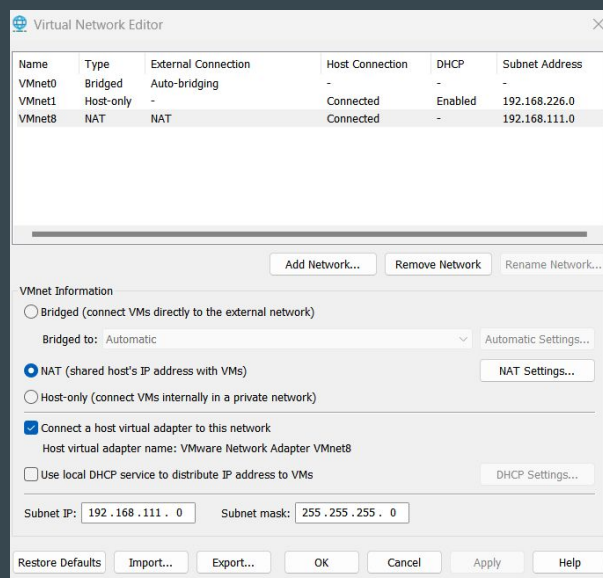 Virtual Network Editor
Name Type External Connection Host Connection DHCP Subnet Address
VMnet0 Bridged Auto-bridging - - -
VMnet1 Host-only - Connected Enabled 192.168.226.0
VMnet8 NAT NAT Connected - 192.168.111.0
Add Network... Remove Network Rename Network...
VMnet Information
Bridged (connect VMs directly to the external network)
Bridged to: Automatic Automatic Settings...
NAT (shared host's IP address with VMs) NAT Settings...
Host-only (connect VMs internally in a private network)
Connect a host virtual adapter to this network
Host virtual adapter name: VMware Network Adapter VMnet8
Use local DHCP service to distribute IP address to VMs DHCP Settings...
Subnet IP: 192 . 168 . 111 . 0 Subnet mask: 255 . 255 . 255 . 0
Restore Defaults Import... Export... OK Cancel Apply Help